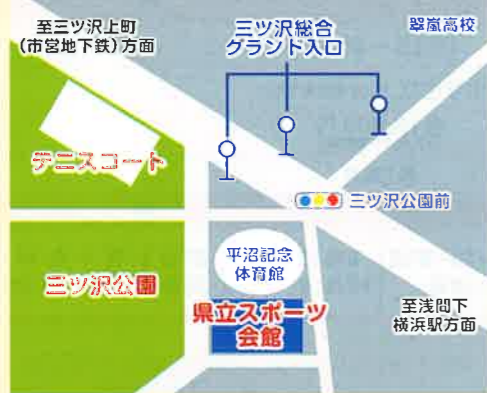 至三ツ沢上町
(市営地下鉄)方面
三ツ沢総合
グランド入口
翠嵐高校
テニスコート
三ツ沢公園前
平沼記念
体育館
三ツ沢公園
県立スポーツ
会館
至浅間下
横浜駅方面